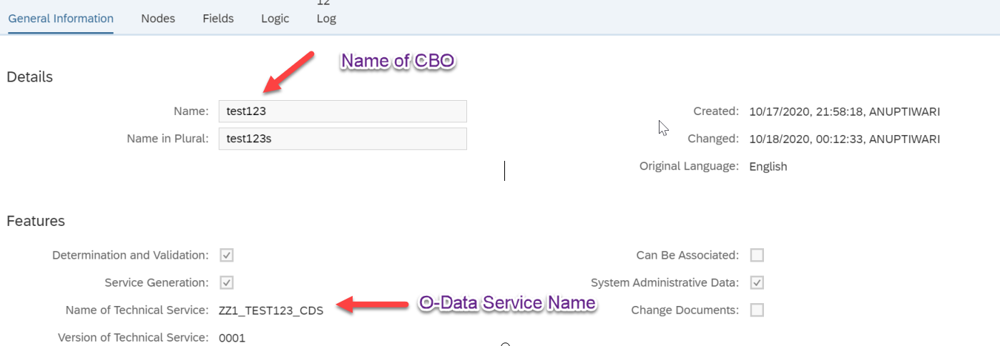 12
General Information Nodes Fields Logic Log
Name of CBO
Details
Name: test123 Created: 10/17/2020, 21:58:18, ANUPTIWARI
Name in Plural: test123s Changed: 10/18/2020, 00:12:33, ANUPTIWARI
Original Language: English
Features
Determination and Validation: Can Be Associated:
Service Generation: System Administrative Data:
O-Data Service Name
Name of Technical Service: ZZ1_TEST123_CDS Change Documents:
Version of Technical Service: 0001